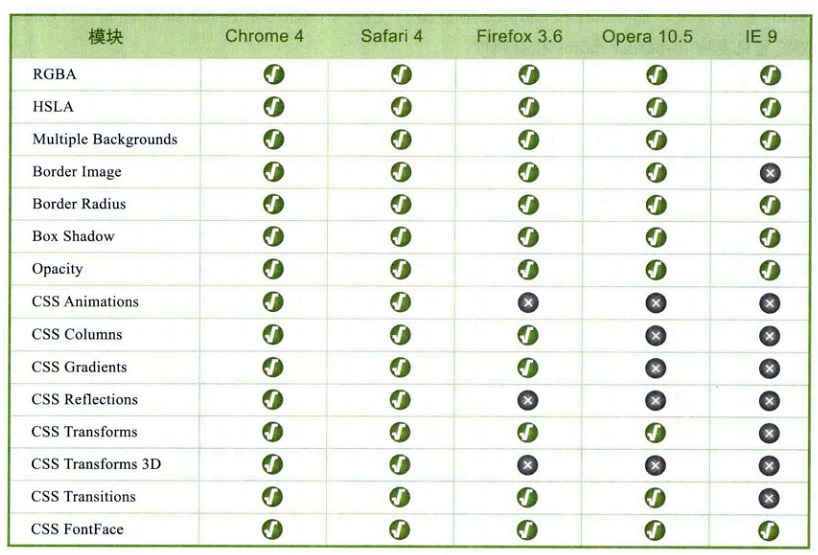 模块 Chrome 4 Safari 4 Firefox 3.6 Opera 10.5 IE 9
RGBA √ √ √ √ √
HSLA √ √ √ √ √
Multiple Backgrounds √ √ √ √ √
Border Image √ √ √ √ ×
Border Radius √ √ √ √ √
Box Shadow √ √ √ √ √
Opacity √ √ √ √ √
CSS Animations √ √ × × ×
CSS Columns √ √ √ × ×
CSS Gradients √ √ √ × ×
CSS Reflections √ √ × × ×
CSS Transforms √ √ √ √ ×
CSS Transforms 3D √ √ × × ×
CSS Transitions √ √ √ √ ×
CSS FontFace √ √ √ √ √